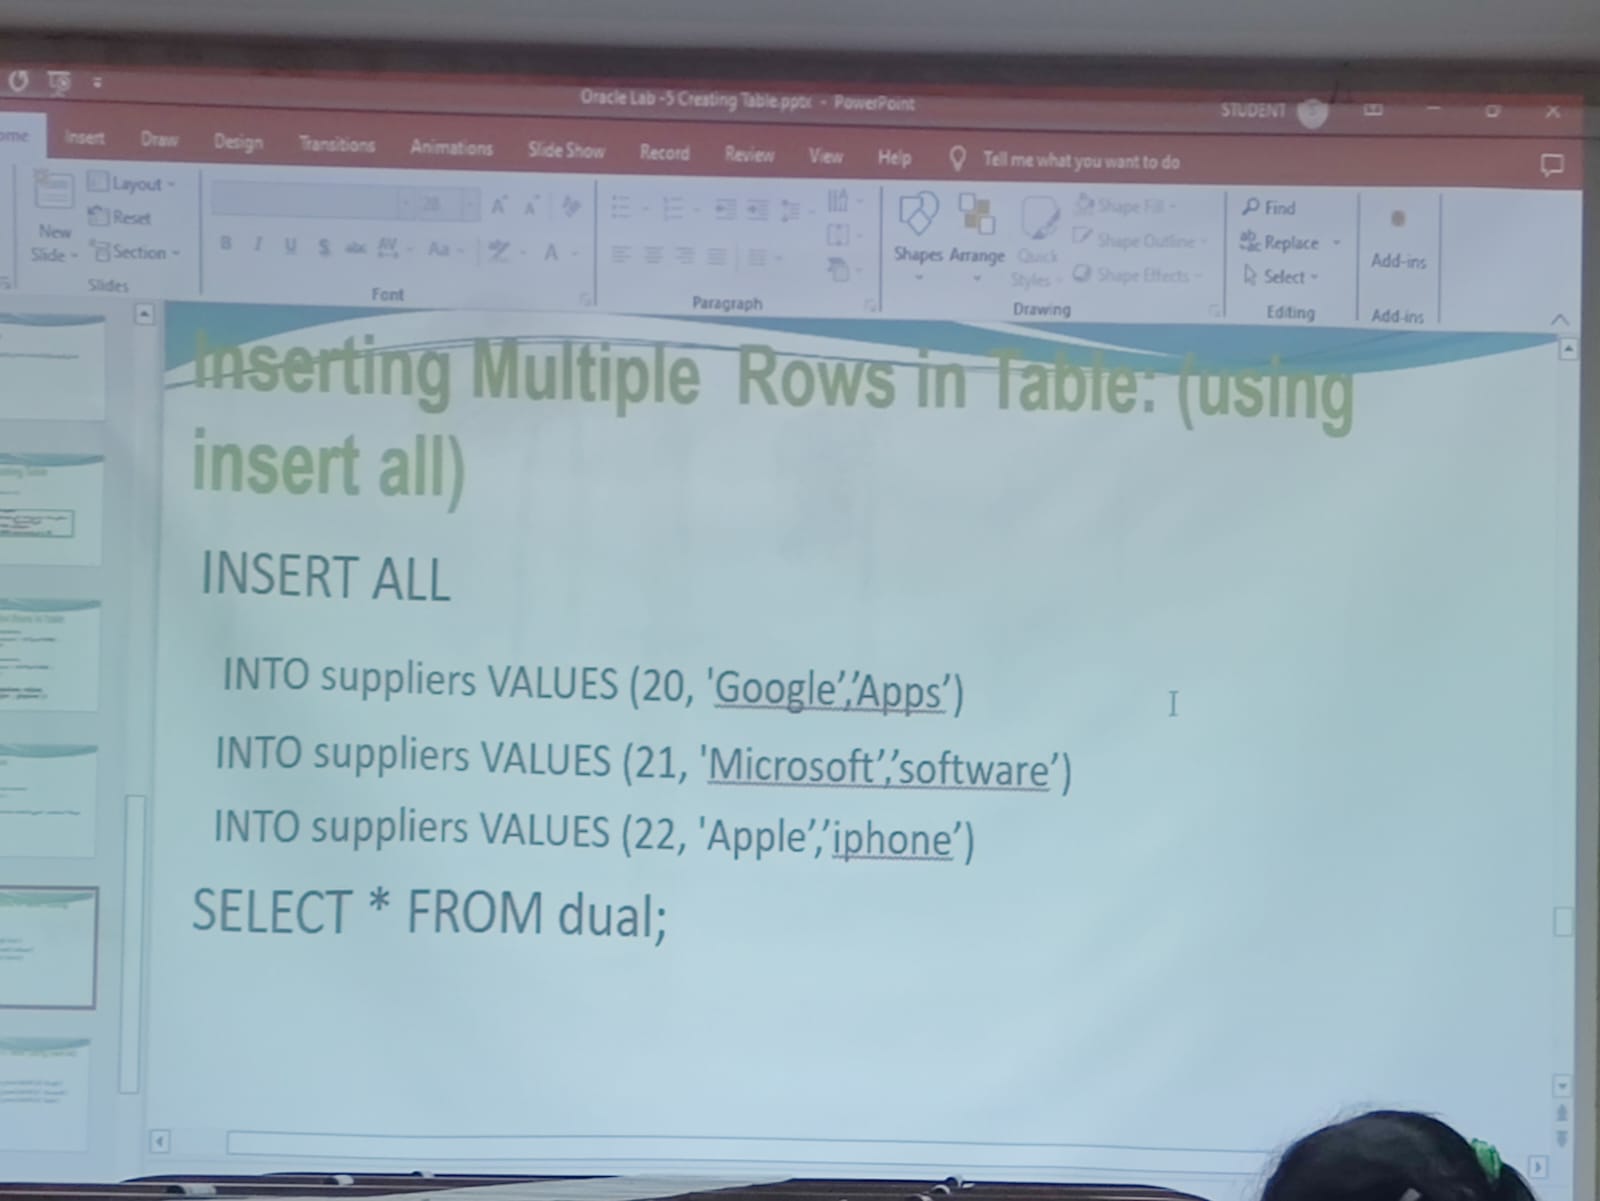 Oracle Lab -5 Creating Table.pptx - PowerPoint
STUDENT
Insert Draw Design Transitions Animations Slide Show Record Review View Help Tell me what you want to do
New Slide
Layout
Reset
Section
Slides
28
B I U S abc AV Aa A
Font
Paragraph
Shapes Arrange Quick Styles
Shape Fill
Shape Outline
Shape Effects
Drawing
Find
Replace
Select
Editing
Add-ins
Add-ins
Inserting Multiple Rows in Table: (using
insert all)
INSERT ALL
INTO suppliers VALUES (20, 'Google’,’Apps’)
INTO suppliers VALUES (21, 'Microsoft’,’software’)
INTO suppliers VALUES (22, 'Apple’,’iphone’)
SELECT * FROM dual;